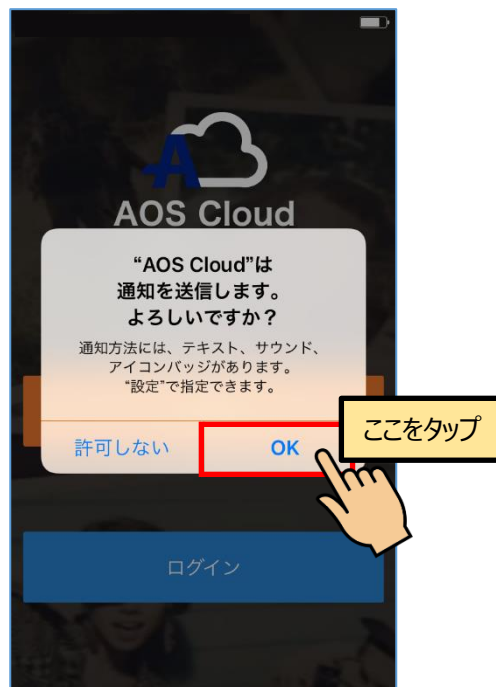 AOS Cloud
“AOS Cloud”は
通知を送信します。
よろしいですか？
通知方法には、テキスト、サウンド、
アイコンバッジがあります。
“設定”で指定できます。
許可しない
OK
ここをタップ
ログイン